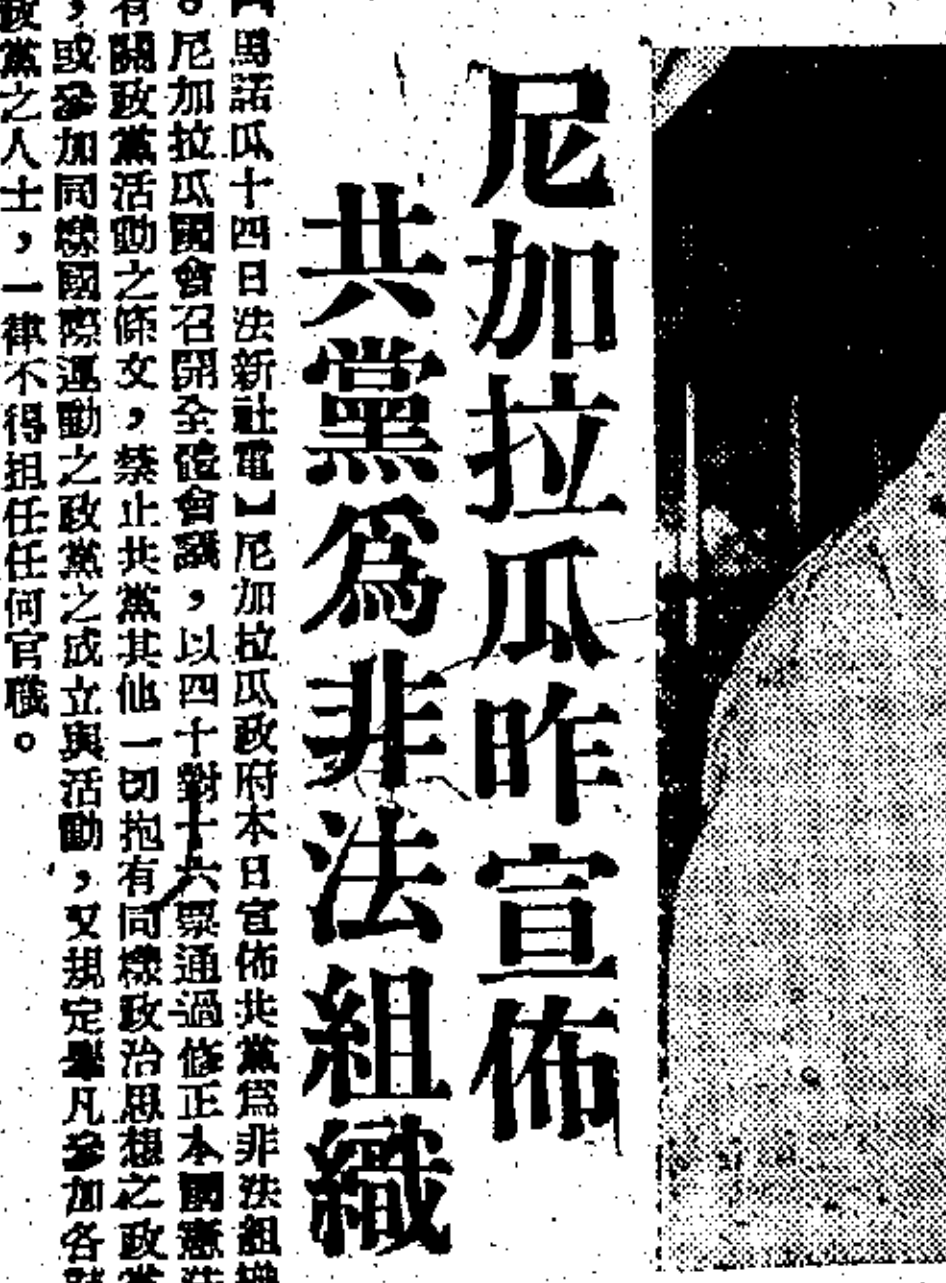 尼加拉瓜昨宣佈
共黨爲非法組織
馬諾瓜十四日法新社電】尼加拉瓜政府本日宣佈共黨爲非法組織
。尼加拉瓜國會召開全體會議，以四十對十六票通過修正本國憲法
有關政黨活動之條文，禁止共黨其他一切抱有同樣政治思想之政黨
，或參加同樣國際運動之政黨之成立與活動，又規定舉凡參加各
政黨之人士，一律不得担任任何官職。